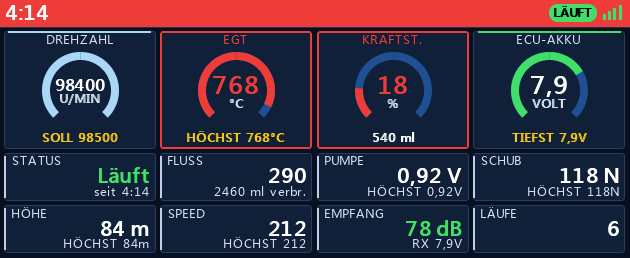 4:14 LÄUFT
DREHZAHL EGT KRAFTST. ECU-AKKU
98400 768 18 7,9
U/MIN °C % VOLT
SOLL 98500 HÖCHST 768°C 540 ml TIEFST 7,9V
STATUS FLUSS PUMPE SCHUB
Läuft 290 0,92 V 118 N
seit 4:14 2460 ml verbr. HÖCHST 0,92V HÖCHST 118N
HÖHE SPEED EMPFANG LÄUFE
84 m 212 78 dB 6
HÖCHST 84m HÖCHST 212 RX 7,9V